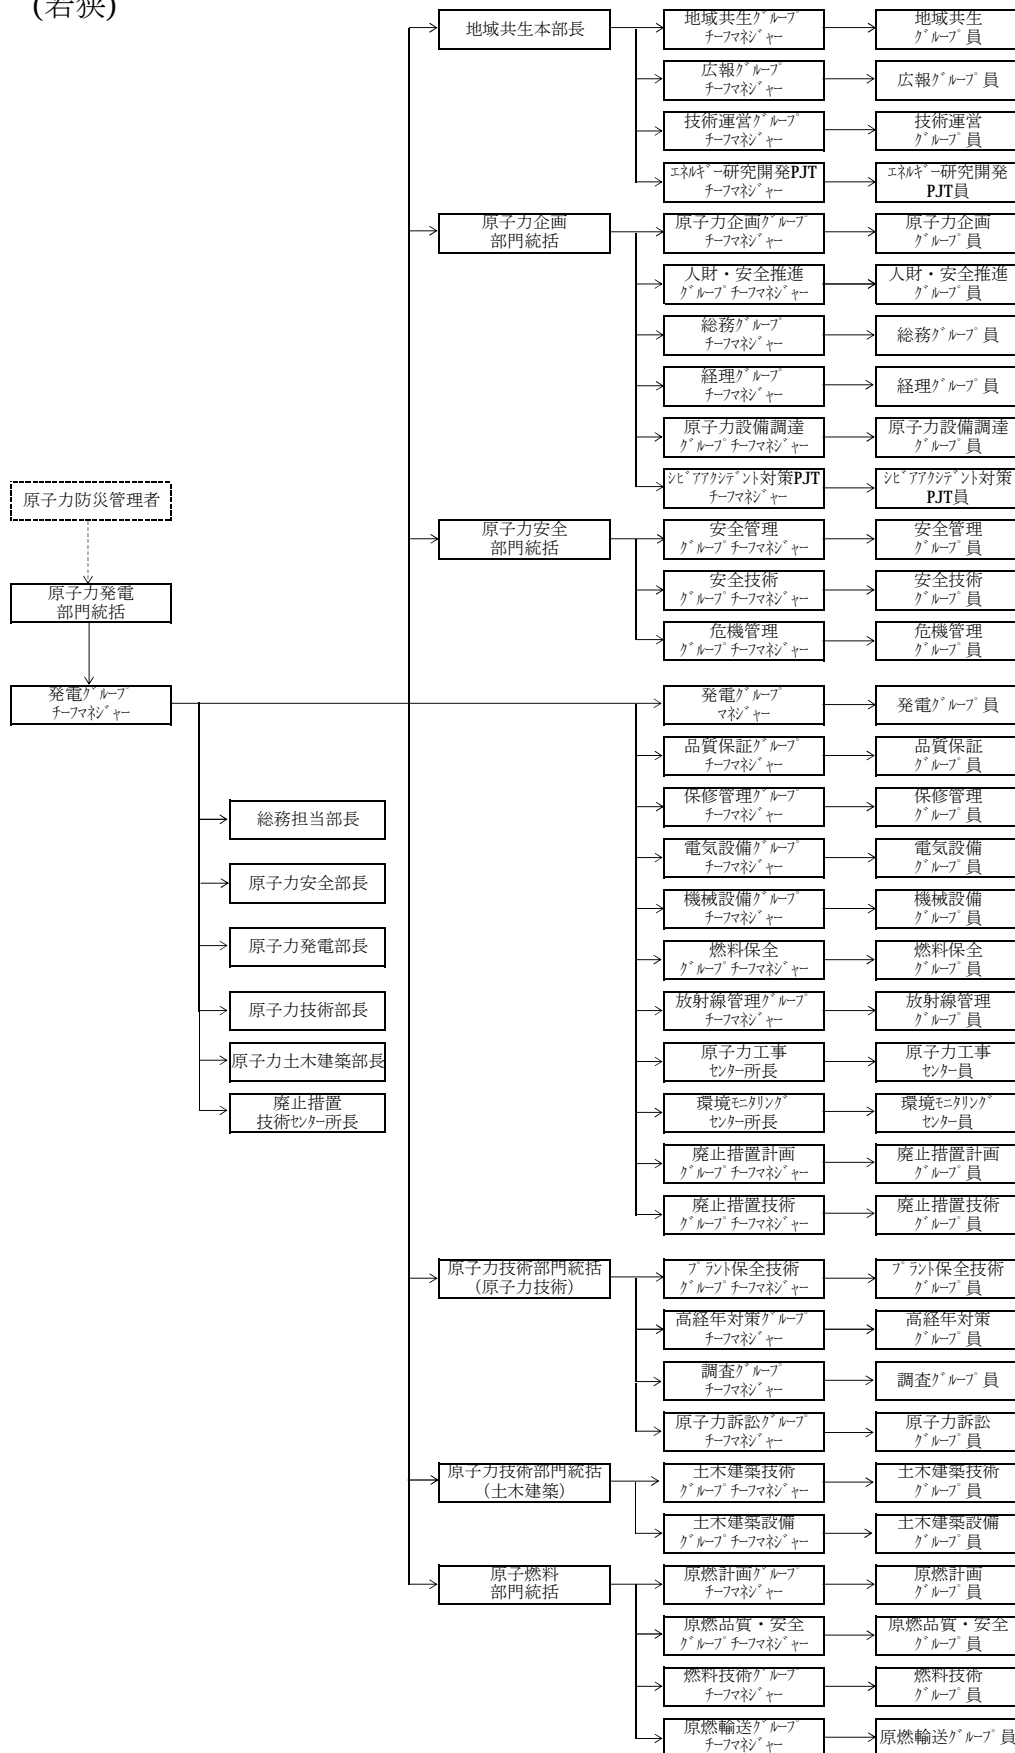 (若狭)
地域共生本部長
地域共生ｸﾞﾙｰﾌﾟ
ﾁｰﾌﾏﾈｼﾞｬｰ
地域共生
ｸﾞﾙｰﾌﾟ員
広報ｸﾞﾙｰﾌﾟ
ﾁｰﾌﾏﾈｼﾞｬｰ
広報ｸﾞﾙｰﾌﾟ員
技術運営ｸﾞﾙｰﾌﾟ
ﾁｰﾌﾏﾈｼﾞｬｰ
技術運営
ｸﾞﾙｰﾌﾟ員
ｴﾈﾙｷﾞｰ研究開発PJT
ﾁｰﾌﾏﾈｼﾞｬｰ
ｴﾈﾙｷﾞｰ研究開発
PJT員
原子力企画
部門統括
原子力企画ｸﾞﾙｰﾌﾟ
ﾁｰﾌﾏﾈｼﾞｬｰ
原子力企画
ｸﾞﾙｰﾌﾟ員
人財・安全推進
ｸﾞﾙｰﾌﾟﾁｰﾌﾏﾈｼﾞｬｰ
人財・安全推進
ｸﾞﾙｰﾌﾟ員
総務ｸﾞﾙｰﾌﾟ
ﾁｰﾌﾏﾈｼﾞｬｰ
総務ｸﾞﾙｰﾌﾟ員
経理ｸﾞﾙｰﾌﾟ
ﾁｰﾌﾏﾈｼﾞｬｰ
経理ｸﾞﾙｰﾌﾟ員
原子力設備調達
ｸﾞﾙｰﾌﾟﾁｰﾌﾏﾈｼﾞｬｰ
原子力設備調達
ｸﾞﾙｰﾌﾟ員
ｼﾋﾞｱｱｸｼﾃﾞﾝﾄ対策PJT
ﾁｰﾌﾏﾈｼﾞｬｰ
ｼﾋﾞｱｱｸｼﾃﾞﾝﾄ対策
PJT員
原子力防災管理者
原子力安全
部門統括
安全管理
ｸﾞﾙｰﾌﾟﾁｰﾌﾏﾈｼﾞｬｰ
安全管理
ｸﾞﾙｰﾌﾟ員
原子力発電
部門統括
安全技術
ｸﾞﾙｰﾌﾟﾁｰﾌﾏﾈｼﾞｬｰ
安全技術
ｸﾞﾙｰﾌﾟ員
危機管理
ｸﾞﾙｰﾌﾟﾁｰﾌﾏﾈｼﾞｬｰ
危機管理
ｸﾞﾙｰﾌﾟ員
発電ｸﾞﾙｰﾌﾟ
ﾁｰﾌﾏﾈｼﾞｬｰ
発電ｸﾞﾙｰﾌﾟ
ﾏﾈｼﾞｬｰ
発電ｸﾞﾙｰﾌﾟ員
品質保証ｸﾞﾙｰﾌﾟ
ﾁｰﾌﾏﾈｼﾞｬｰ
品質保証
ｸﾞﾙｰﾌﾟ員
総務担当部長
保修管理ｸﾞﾙｰﾌﾟ
ﾁｰﾌﾏﾈｼﾞｬｰ
保修管理
ｸﾞﾙｰﾌﾟ員
電気設備ｸﾞﾙｰﾌﾟ
ﾁｰﾌﾏﾈｼﾞｬｰ
電気設備
ｸﾞﾙｰﾌﾟ員
原子力安全部長
機械設備ｸﾞﾙｰﾌﾟ
ﾁｰﾌﾏﾈｼﾞｬｰ
機械設備
ｸﾞﾙｰﾌﾟ員
原子力発電部長
燃料保全
ｸﾞﾙｰﾌﾟﾁｰﾌﾏﾈｼﾞｬｰ
燃料保全
ｸﾞﾙｰﾌﾟ員
原子力技術部長
放射線管理ｸﾞﾙｰﾌﾟ
ﾁｰﾌﾏﾈｼﾞｬｰ
放射線管理
ｸﾞﾙｰﾌﾟ員
原子力土木建築部長
原子力工事
ｾﾝﾀｰ所長
原子力工事
ｾﾝﾀｰ員
廃止措置
技術ｾﾝﾀｰ所長
環境ﾓﾆﾀﾘﾝｸﾞ
ｾﾝﾀｰ所長
環境ﾓﾆﾀﾘﾝｸﾞ
ｾﾝﾀｰ員
廃止措置計画
ｸﾞﾙｰﾌﾟﾁｰﾌﾏﾈｼﾞｬｰ
廃止措置計画
ｸﾞﾙｰﾌﾟ員
廃止措置技術
ｸﾞﾙｰﾌﾟﾁｰﾌﾏﾈｼﾞｬｰ
廃止措置技術
ｸﾞﾙｰﾌﾟ員
原子力技術部門統括
(原子力技術)
ﾌﾟﾗﾝﾄ保全技術
ｸﾞﾙｰﾌﾟﾁｰﾌﾏﾈｼﾞｬｰ
ﾌﾟﾗﾝﾄ保全技術
ｸﾞﾙｰﾌﾟ員
高経年対策ｸﾞﾙｰﾌﾟ
ﾁｰﾌﾏﾈｼﾞｬｰ
高経年対策
ｸﾞﾙｰﾌﾟ員
調査ｸﾞﾙｰﾌﾟ
ﾁｰﾌﾏﾈｼﾞｬｰ
調査ｸﾞﾙｰﾌﾟ員
原子力訴訟ｸﾞﾙｰﾌﾟ
ﾁｰﾌﾏﾈｼﾞｬｰ
原子力訴訟
ｸﾞﾙｰﾌﾟ員
原子力技術部門統括
(土木建築)
土木建築技術
ｸﾞﾙｰﾌﾟﾁｰﾌﾏﾈｼﾞｬｰ
土木建築技術
ｸﾞﾙｰﾌﾟ員
土木建築設備
ｸﾞﾙｰﾌﾟﾁｰﾌﾏﾈｼﾞｬｰ
土木建築設備
ｸﾞﾙｰﾌﾟ員
原子燃料
部門統括
原燃計画ｸﾞﾙｰﾌﾟ
ﾁｰﾌﾏﾈｼﾞｬｰ
原燃計画
ｸﾞﾙｰﾌﾟ員
原燃品質・安全
ｸﾞﾙｰﾌﾟﾁｰﾌﾏﾈｼﾞｬｰ
原燃品質・安全
ｸﾞﾙｰﾌﾟ員
燃料技術ｸﾞﾙｰﾌﾟ
ﾁｰﾌﾏﾈｼﾞｬｰ
燃料技術
ｸﾞﾙｰﾌﾟ員
原燃輸送ｸﾞﾙｰﾌﾟ
ﾁｰﾌﾏﾈｼﾞｬｰ
原燃輸送ｸﾞﾙｰﾌﾟ員